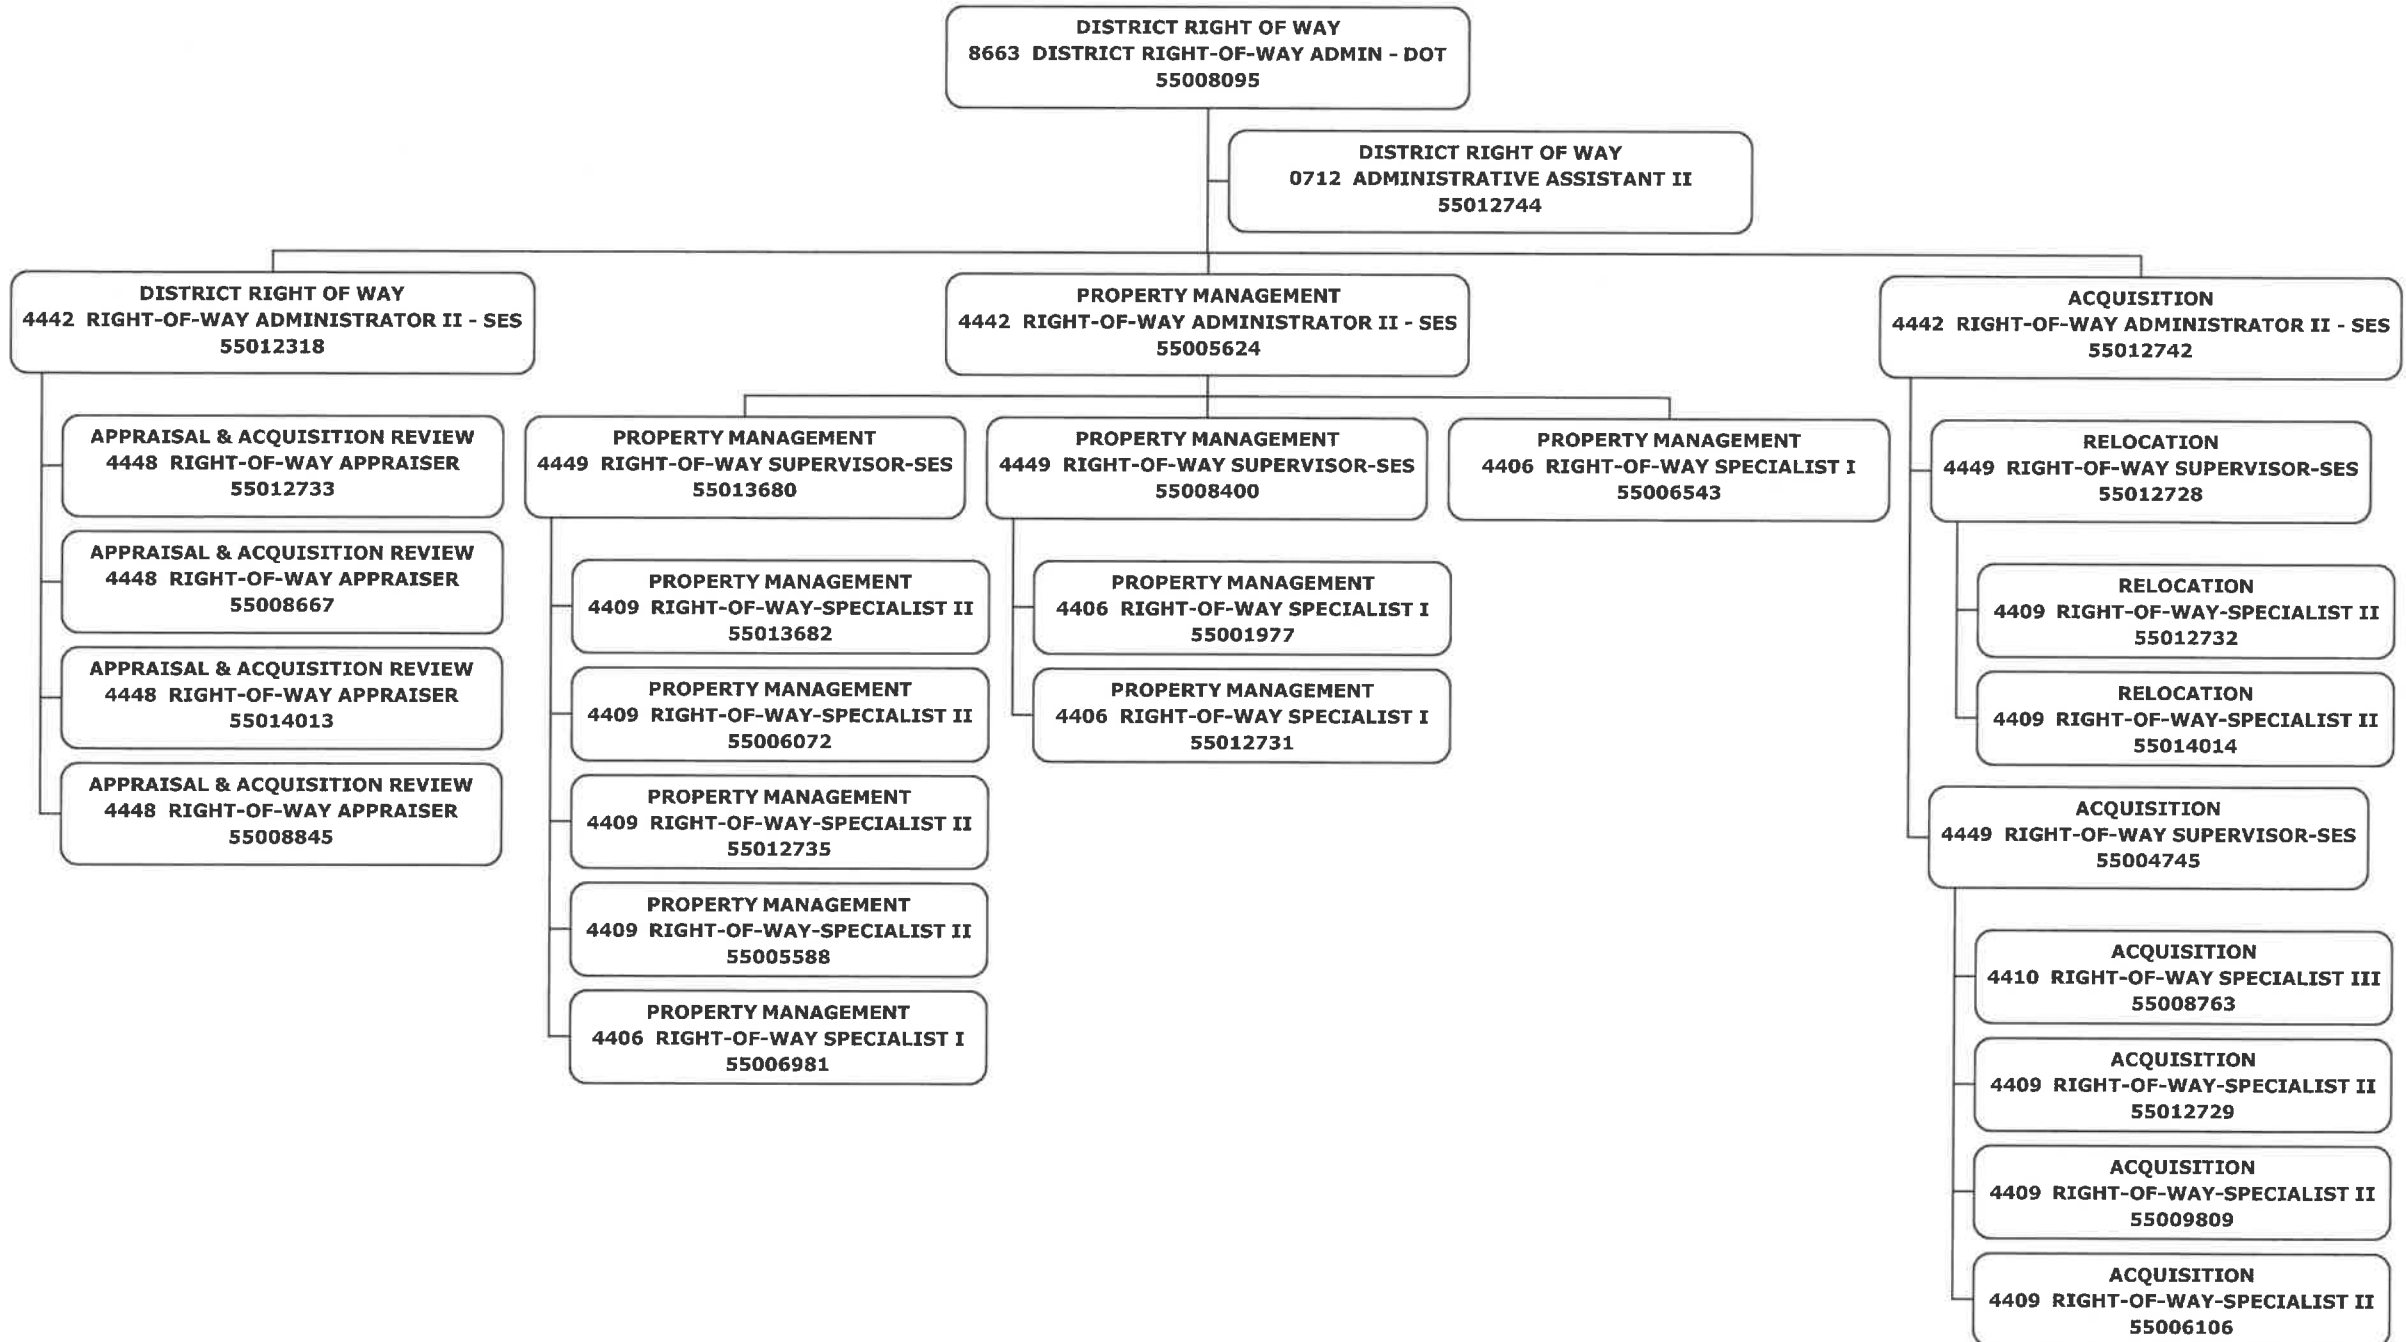 DISTRICT RIGHT OF WAY
8663 DISTRICT RIGHT-OF-WAY ADMIN - DOT
55008095
DISTRICT RIGHT OF WAY
0712 ADMINISTRATIVE ASSISTANT II
55012744
DISTRICT RIGHT OF WAY
4442 RIGHT-OF-WAY ADMINISTRATOR II - SES
55012318
APPRAISAL & ACQUISITION REVIEW
4448 RIGHT-OF-WAY APPRAISER
55012733
APPRAISAL & ACQUISITION REVIEW
4448 RIGHT-OF-WAY APPRAISER
55008667
APPRAISAL & ACQUISITION REVIEW
4448 RIGHT-OF-WAY APPRAISER
55014013
APPRAISAL & ACQUISITION REVIEW
4448 RIGHT-OF-WAY APPRAISER
55008845
PROPERTY MANAGEMENT
4442 RIGHT-OF-WAY ADMINISTRATOR II - SES
55005624
PROPERTY MANAGEMENT
4449 RIGHT-OF-WAY SUPERVISOR-SES
55013680
PROPERTY MANAGEMENT
4409 RIGHT-OF-WAY-SPECIALIST II
55013682
PROPERTY MANAGEMENT
4409 RIGHT-OF-WAY-SPECIALIST II
55006072
PROPERTY MANAGEMENT
4409 RIGHT-OF-WAY-SPECIALIST II
55012735
PROPERTY MANAGEMENT
4409 RIGHT-OF-WAY-SPECIALIST II
55005588
PROPERTY MANAGEMENT
4406 RIGHT-OF-WAY SPECIALIST I
55006981
PROPERTY MANAGEMENT
4449 RIGHT-OF-WAY SUPERVISOR-SES
55008400
PROPERTY MANAGEMENT
4406 RIGHT-OF-WAY SPECIALIST I
55001977
PROPERTY MANAGEMENT
4406 RIGHT-OF-WAY SPECIALIST I
55012731
PROPERTY MANAGEMENT
4406 RIGHT-OF-WAY SPECIALIST I
55006543
ACQUISITION
4442 RIGHT-OF-WAY ADMINISTRATOR II - SES
55012742
RELOCATION
4449 RIGHT-OF-WAY SUPERVISOR-SES
55012728
RELOCATION
4409 RIGHT-OF-WAY-SPECIALIST II
55012732
RELOCATION
4409 RIGHT-OF-WAY-SPECIALIST II
55014014
ACQUISITION
4449 RIGHT-OF-WAY SUPERVISOR-SES
55004745
ACQUISITION
4410 RIGHT-OF-WAY SPECIALIST III
55008763
ACQUISITION
4409 RIGHT-OF-WAY-SPECIALIST II
55012729
ACQUISITION
4409 RIGHT-OF-WAY-SPECIALIST II
55009809
ACQUISITION
4409 RIGHT-OF-WAY-SPECIALIST II
55006106